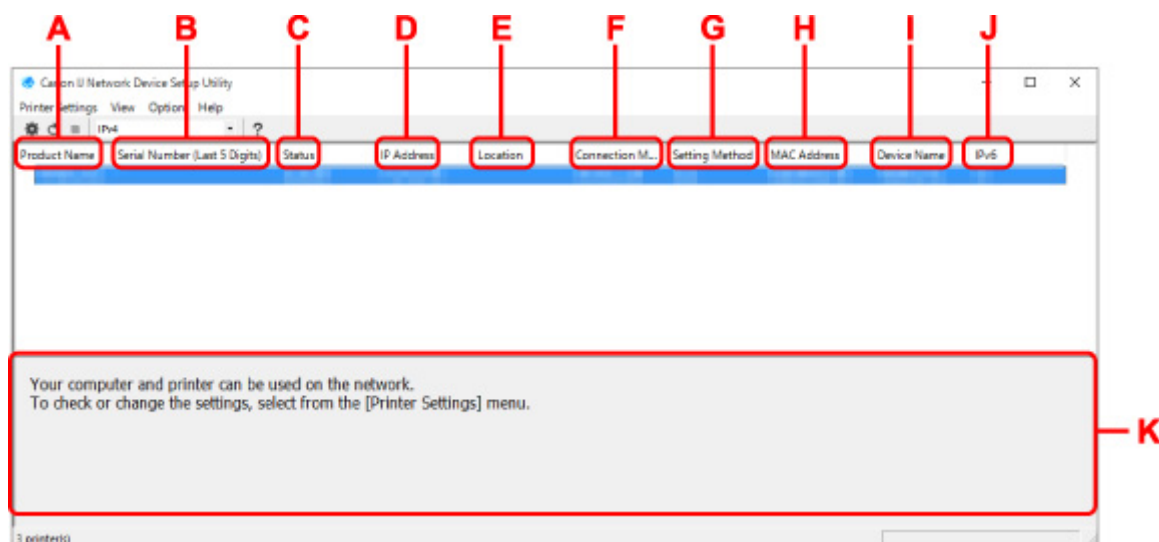 A B C D E F G H I J
Canon IJ Network Device Setup Utility
Printer Settings View Option Help
IPv4 ?
Product Name Serial Number (Last 5 Digits) Status IP Address Location Connection M... Setting Method MAC Address Device Name IPv6
Your computer and printer can be used on the network.
To check or change the settings, select from the [Printer Settings] menu.
K
3 printer(s)